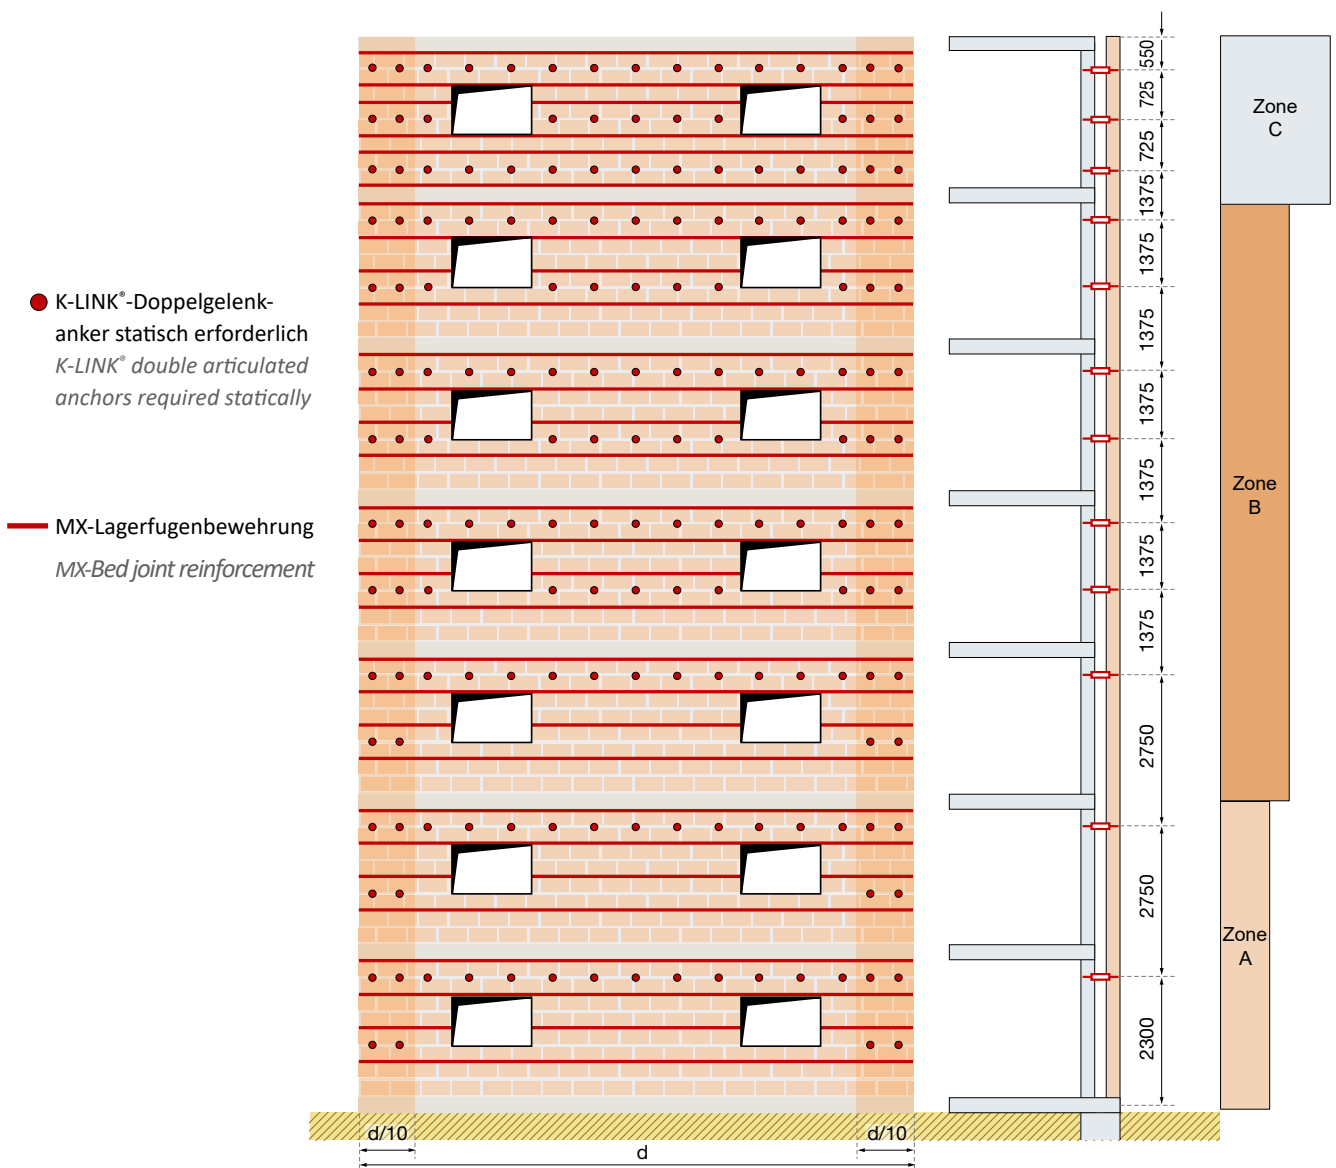 K-LINK®-Doppelgelenk-
anker statisch erforderlich
K-LINK® double articulated
anchors required statically
MX-Lagerfugenbewehrung
MX-Bed joint reinforcement
550
725
725
1375
1375
1375
1375
1375
1375
1375
2750
2750
2300
Zone
C
Zone
B
Zone
A
d/10
d/10
d